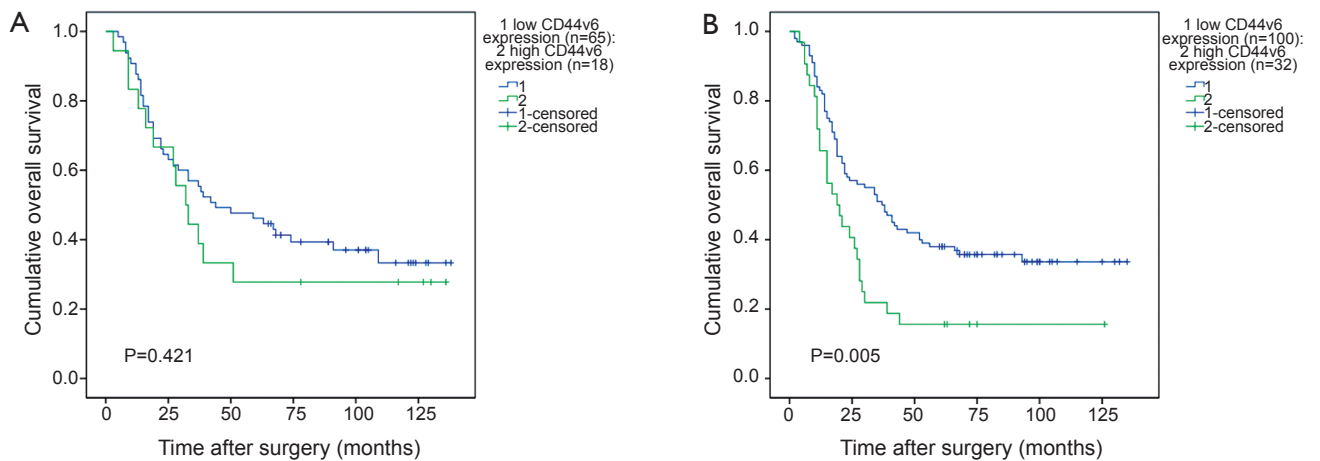 A
1 low CD44v6
expression (n=65):
2 high CD44v6
expression (n=18)
1
2
1-censored
2-censored
Cumulative overall survival
1.0
0.8
0.6
0.4
0.2
0.0
P=0.421
0 25 50 75 100 125
Time after surgery (months)
B
1 low CD44v6
expression (n=100):
2 high CD44v6
expression (n=32)
1
2
1-censored
2-censored
Cumulative overall survival
1.0
0.8
0.6
0.4
0.2
0.0
P=0.005
0 25 50 75 100 125
Time after surgery (months)